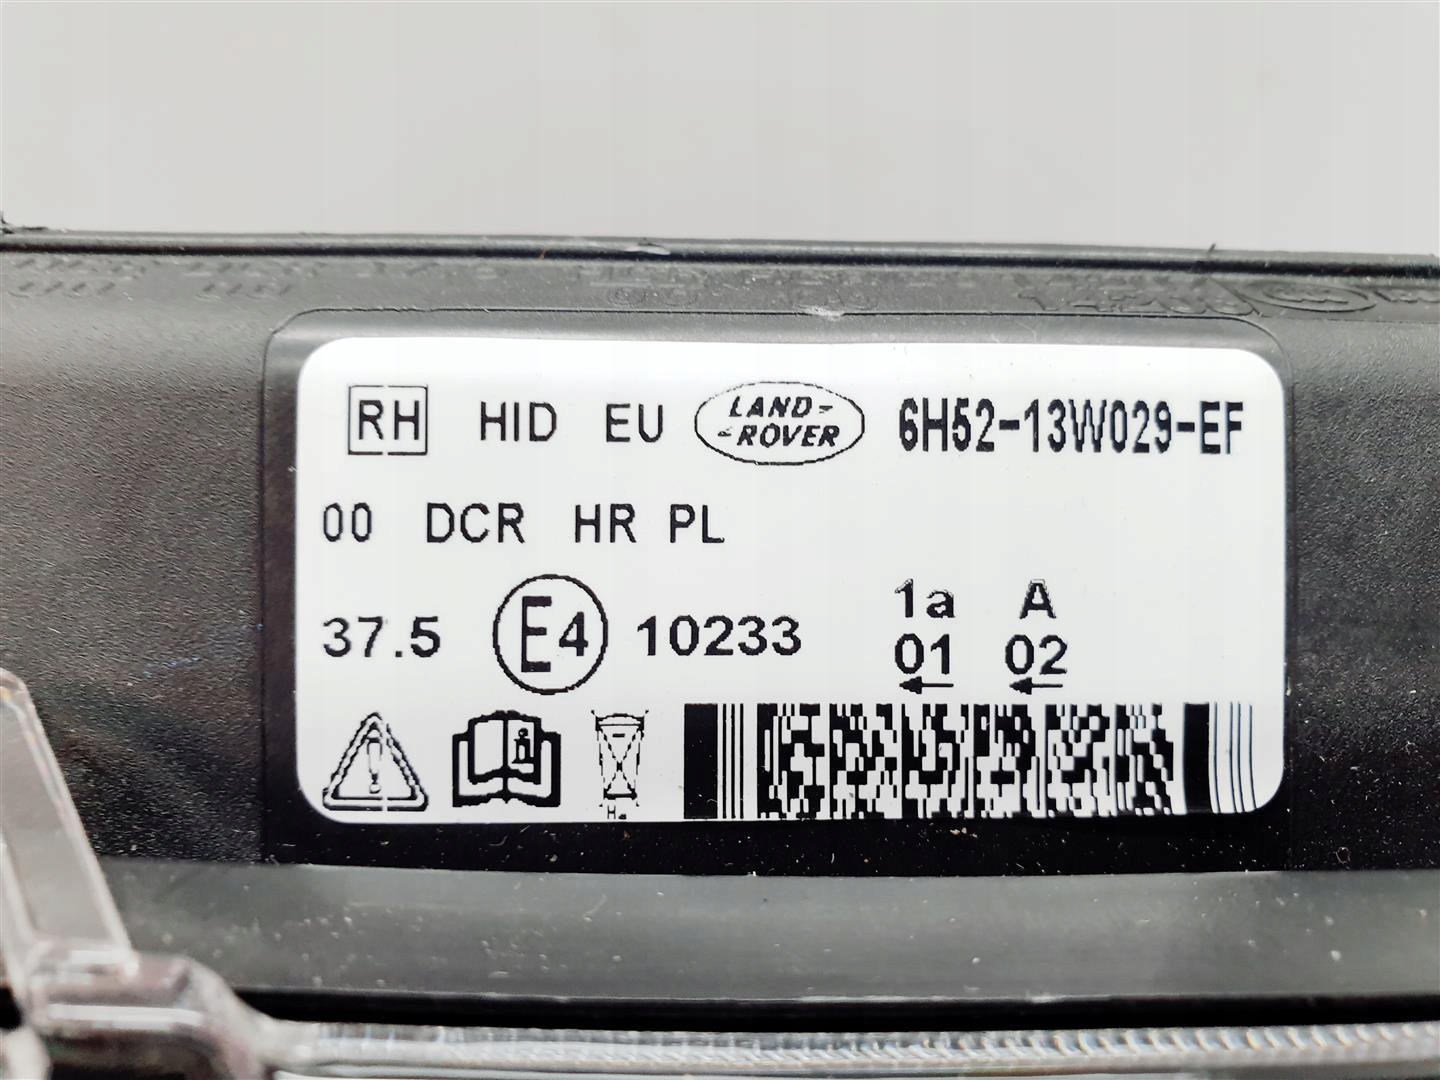 RH HID EU LAND-ROVER 6H52-13W029-EF
00 DCR HR PL
37.5 E4 10233 1a A
01 02